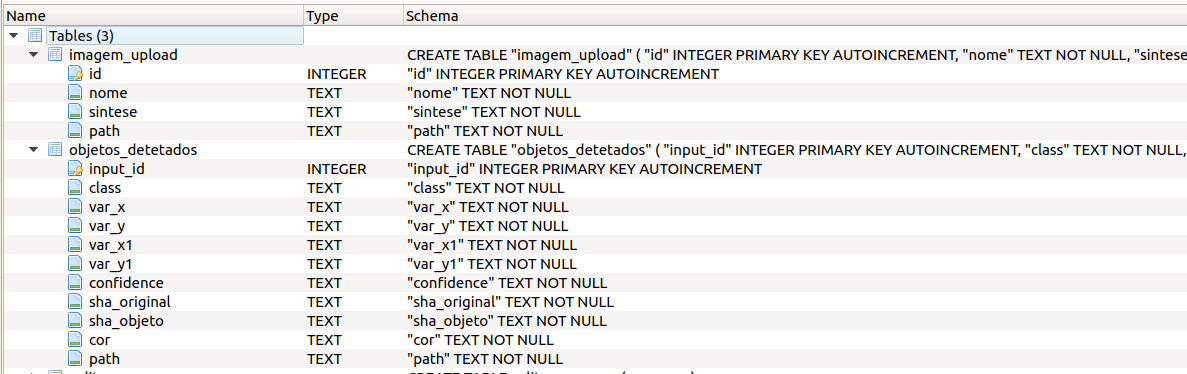 Name Type Schema
Tables (3)
imagem_upload CREATE TABLE "imagem_upload" ( "id" INTEGER PRIMARY KEY AUTOINCREMENT, "nome" TEXT NOT NULL, "sintese"
id INTEGER "id" INTEGER PRIMARY KEY AUTOINCREMENT
nome TEXT "nome" TEXT NOT NULL
sintese TEXT "sintese" TEXT NOT NULL
path TEXT "path" TEXT NOT NULL
objetos_detetados CREATE TABLE "objetos_detetados" ( "input_id" INTEGER PRIMARY KEY AUTOINCREMENT, "class" TEXT NOT NULL,
input_id INTEGER "input_id" INTEGER PRIMARY KEY AUTOINCREMENT
class TEXT "class" TEXT NOT NULL
var_x TEXT "var_x" TEXT NOT NULL
var_y TEXT "var_y" TEXT NOT NULL
var_x1 TEXT "var_x1" TEXT NOT NULL
var_y1 TEXT "var_y1" TEXT NOT NULL
confidence TEXT "confidence" TEXT NOT NULL
sha_original TEXT "sha_original" TEXT NOT NULL
sha_objeto TEXT "sha_objeto" TEXT NOT NULL
cor TEXT "cor" TEXT NOT NULL
path TEXT "path" TEXT NOT NULL